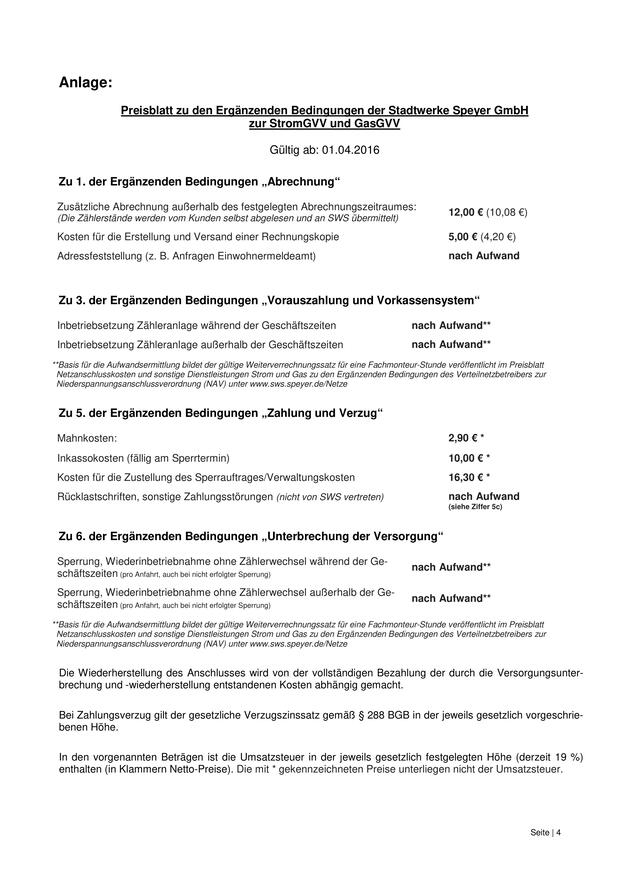 Anlage:
Preisblatt zu den Ergänzenden Bedingungen der Stadtwerke Speyer GmbH
zur StromGVV und GasGVV
Gültig ab: 01.04.2016
Zu 1. der Ergänzenden Bedingungen „Abrechnung“
Zusätzliche Abrechnung außerhalb des festgelegten Abrechnungszeitraumes:
(Die Zählerstände werden vom Kunden selbst abgelesen und an SWS übermittelt)
12,00 € (10,08 €)
Kosten für die Erstellung und Versand einer Rechnungskopie 5,00 € (4,20 €)
Adressfeststellung (z. B. Anfragen Einwohnermeldeamt) nach Aufwand
Zu 3. der Ergänzenden Bedingungen „Vorauszahlung und Vorkassensystem“
Inbetriebsetzung Zähleranlage während der Geschäftszeiten nach Aufwand**
Inbetriebsetzung Zähleranlage außerhalb der Geschäftszeiten nach Aufwand**
**Basis für die Aufwandsermittlung bildet der gültige Weiterverrechnungssatz für eine Fachmonteur-Stunde veröffentlicht im Preisblatt
Netzanschlusskosten und sonstige Dienstleistungen Strom und Gas zu den Ergänzenden Bedingungen des Verteilnetzbetreibers zur
Niederspannungsanschlussverordnung (NAV) unter www.sws.speyer.de/Netze
Zu 5. der Ergänzenden Bedingungen „Zahlung und Verzug“
Mahnkosten: 2,90 € *
Inkassokosten (fällig am Sperrtermin) 10,00 € *
Kosten für die Zustellung des Sperrauftrages/Verwaltungskosten 16,30 € *
Rücklastschriften, sonstige Zahlungsstörungen (nicht von SWS vertreten) nach Aufwand
(siehe Ziffer 5c)
Zu 6. der Ergänzenden Bedingungen „Unterbrechung der Versorgung“
Sperrung, Wiederinbetriebnahme ohne Zählerwechsel während der Ge-
schäftszeiten (pro Anfahrt, auch bei nicht erfolgter Sperrung)
nach Aufwand**
Sperrung, Wiederinbetriebnahme ohne Zählerwechsel außerhalb der Ge-
schäftszeiten (pro Anfahrt, auch bei nicht erfolgter Sperrung)
nach Aufwand**
**Basis für die Aufwandsermittlung bildet der gültige Weiterverrechnungssatz für eine Fachmonteur-Stunde veröffentlicht im Preisblatt
Netzanschlusskosten und sonstige Dienstleistungen Strom und Gas zu den Ergänzenden Bedingungen des Verteilnetzbetreibers zur
Niederspannungsanschlussverordnung (NAV) unter www.sws.speyer.de/Netze
Die Wiederherstellung des Anschlusses wird von der vollständigen Bezahlung der durch die Versorgungsunter-
brechung und -wiederherstellung entstandenen Kosten abhängig gemacht.
Bei Zahlungsverzug gilt der gesetzliche Verzugszinssatz gemäß § 288 BGB in der jeweils gesetzlich vorgeschrie-
benen Höhe.
In den vorgenannten Beträgen ist die Umsatzsteuer in der jeweils gesetzlich festgelegten Höhe (derzeit 19 %)
enthalten (in Klammern Netto-Preise). Die mit * gekennzeichneten Preise unterliegen nicht der Umsatzsteuer.
Seite | 4